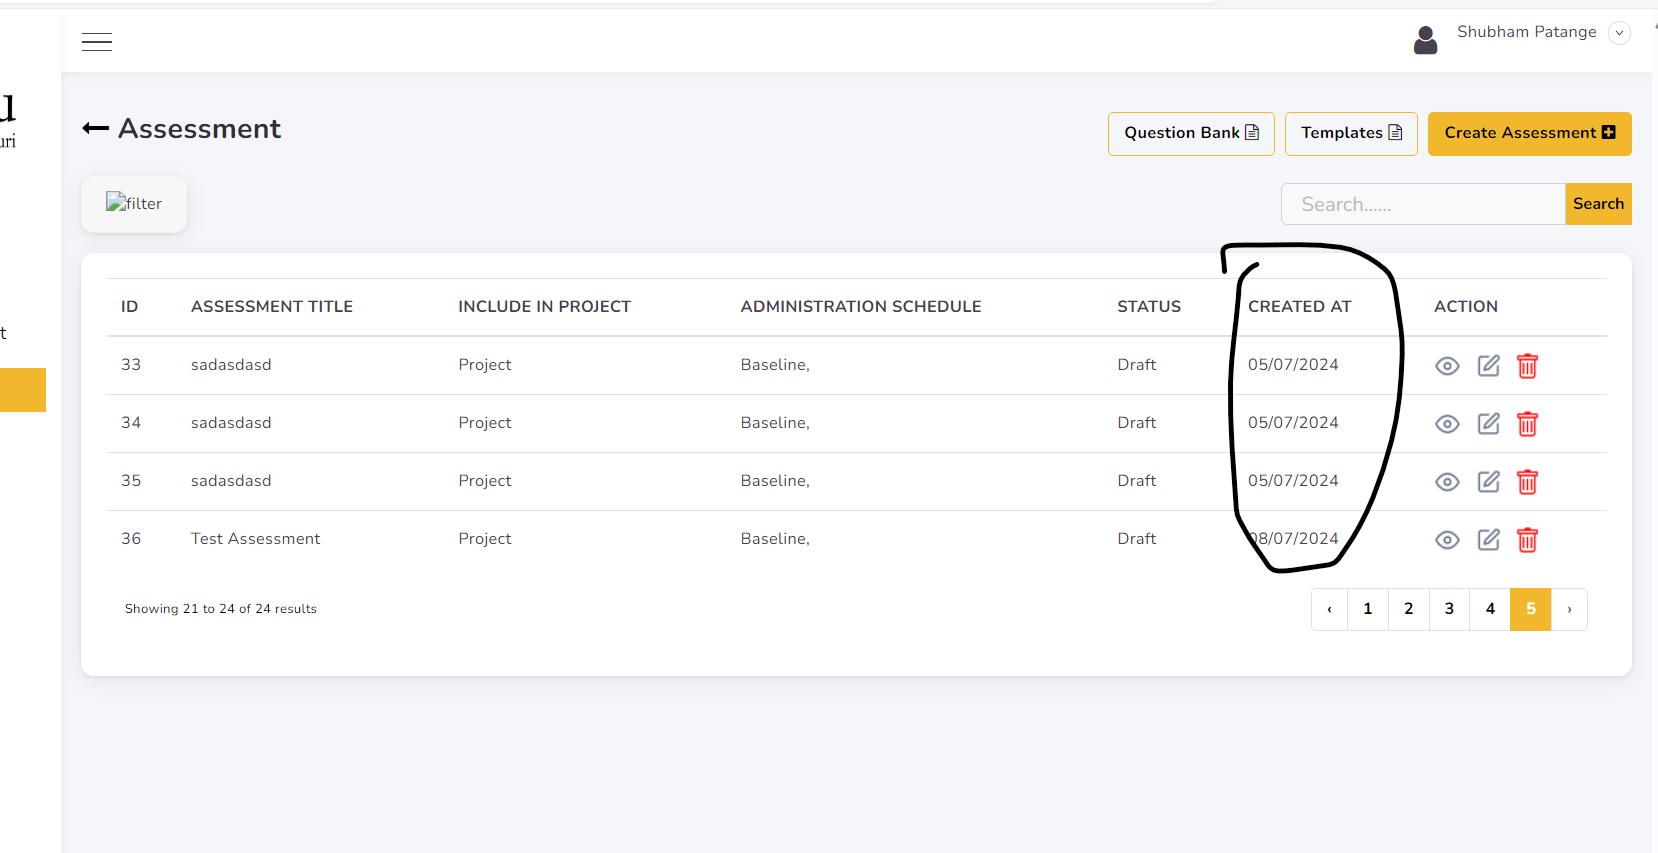 Shubham Patange
u
uri
Assessment
Question Bank
Templates
Create Assessment
filter
Search......
Search
ID ASSESSMENT TITLE INCLUDE IN PROJECT ADMINISTRATION SCHEDULE STATUS CREATED AT ACTION
t
33 sadasdasd Project Baseline, Draft 05/07/2024
34 sadasdasd Project Baseline, Draft 05/07/2024
35 sadasdasd Project Baseline, Draft 05/07/2024
36 Test Assessment Project Baseline, Draft 08/07/2024
Showing 21 to 24 of 24 results
‹ 1 2 3 4 5 ›